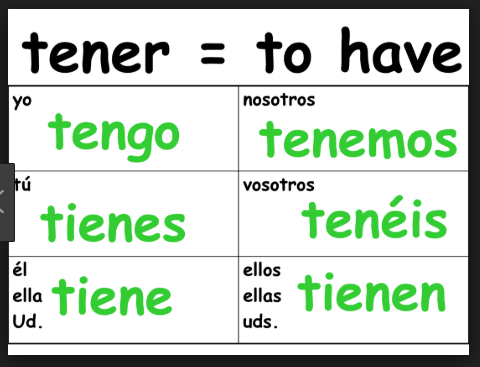 tener = to have
yo
tengo
nosotros
tenemos
tú
tienes
vosotros
tenéis
él
ella
Ud.
tiene
ellos
ellas
uds.
tienen